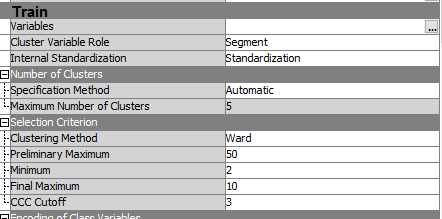 Train
Variables ...
Cluster Variable Role Segment
Internal Standardization Standardization
Number of Clusters
Specification Method Automatic
Maximum Number of Clusters 5
Selection Criterion
Clustering Method Ward
Preliminary Maximum 50
Minimum 2
Final Maximum 10
CCC Cutoff 3
Encoding of Class Variables